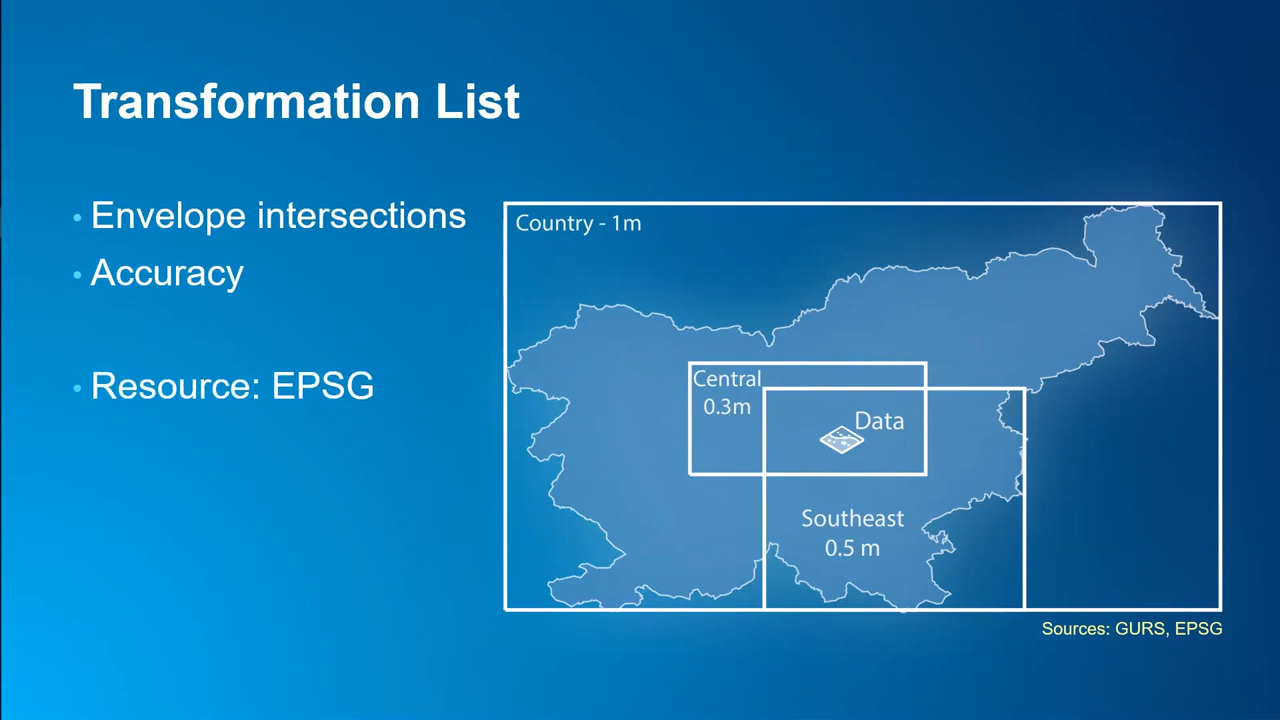 Transformation List
• Envelope intersections
• Accuracy
• Resource: EPSG
Country - 1m
Central
0.3m
Data
Southeast
0.5 m
Sources: GURS, EPSG